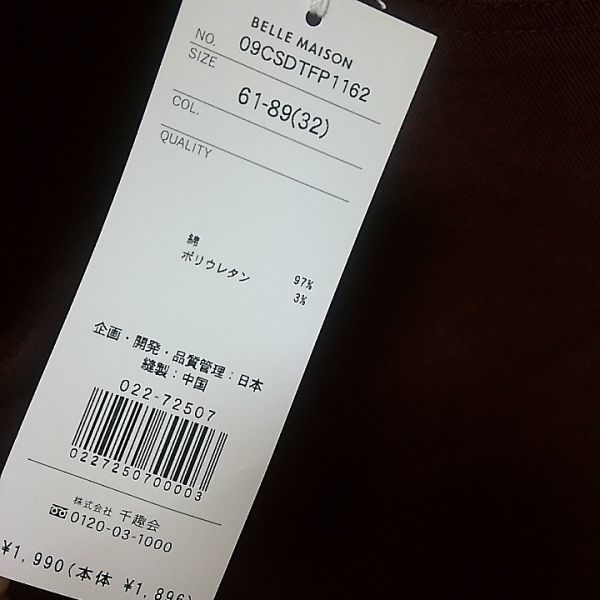 BELLE MAISON
NO. 09CSDTFP1162
SIZE 61-89(32)
COL.
QUALITY
綿 97%
ポリウレタン 3%
企画・開発・品質管理:日本
縫製:中国
022-72507
0227250700003
株式会社 千趣会
0120-03-1000
¥1,990(本体 ¥1,896)